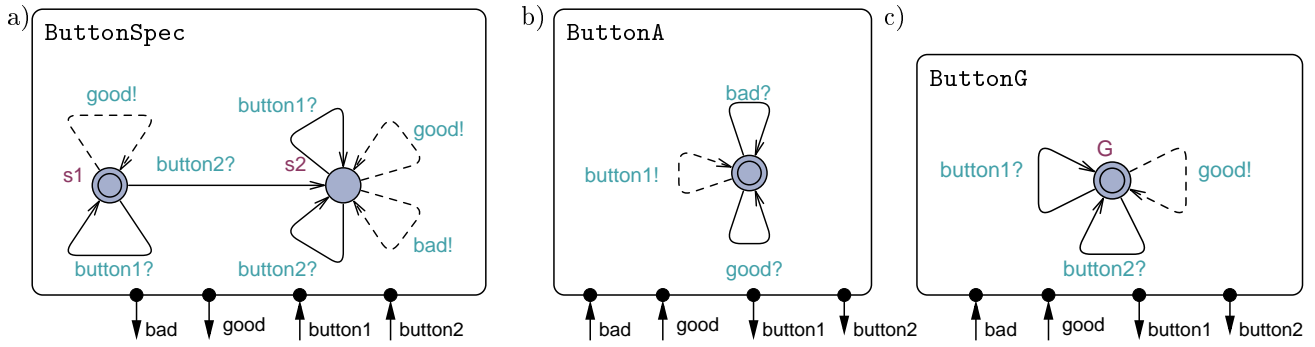 a)
ButtonSpec
good!
button1?
good!
s1
button2?
s2
button1?
button2?
bad!
bad
good
button1
button2
b)
ButtonA
bad?
button1!
good?
bad
good
button1
button2
c)
ButtonG
G
button1?
good!
button2?
bad
good
button1
button2